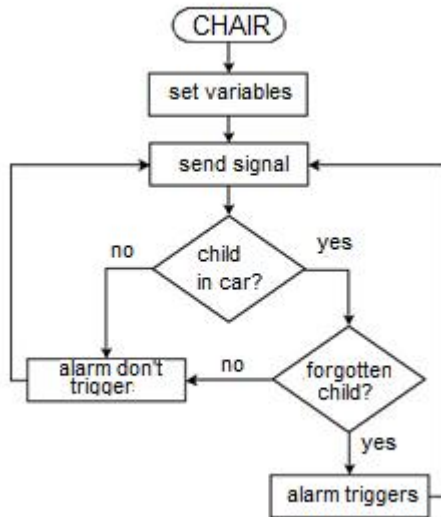 CHAIR
set variables
send signal
no
child
in car?
yes
alarm don't
trigger
no
forgotten
child?
yes
alarm triggers